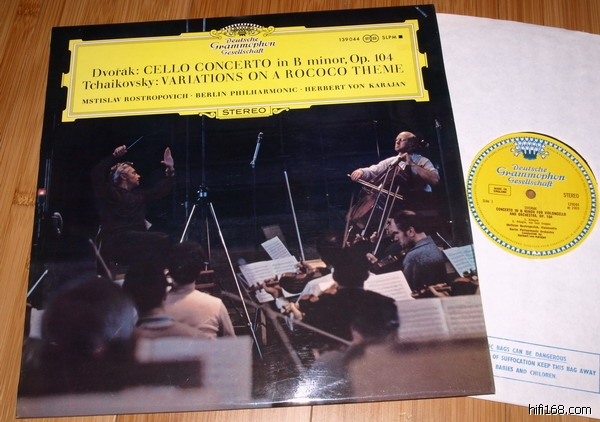 Deutsche
Grammophon
Gesellschaft
139044 SLPM
Dvořák: CELLO CONCERTO in B minor, Op. 104
Tchaikovsky: VARIATIONS ON A ROCOCO THEME
MSTISLAV ROSTROPOVICH · BERLIN PHILHARMONIC · HERBERT VON KARAJAN
STEREO
Deutsche
Grammophon
Gesellschaft
STEREO
CONCERTO IN B MINOR FOR VIOLONCELLO
AND ORCHESTRA, OP. 104
BAGS CAN BE DANGEROUS
OF SUFFOCATION KEEP THIS BAG AWAY
BABIES AND CHILDREN.
hifi168.com